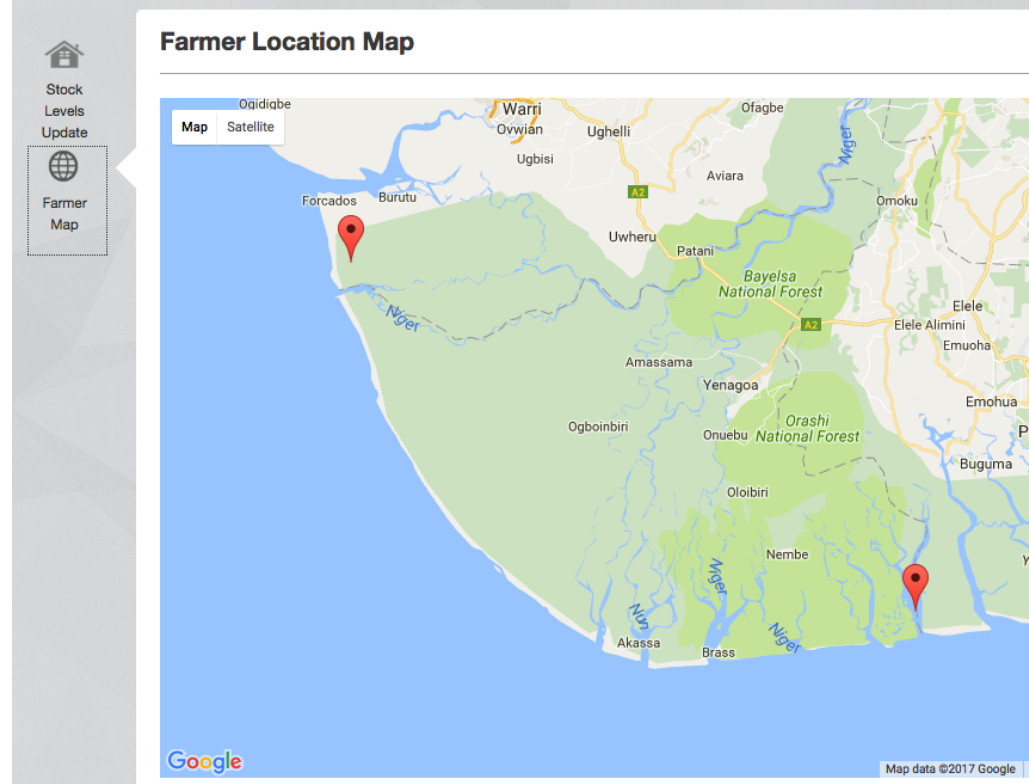 Farmer Location Map
Stock
Levels
Update
Farmer
Map
Map Satellite
Ogidigbe
Warri
Ovwian
Ughelli
Ofagbe
Ugbisi
Niger
Aviara
A2
Forcados
Burutu
Omoku
Uwheru
Patani
Bayelsa
National Forest
Niger
A2
Elele
Elele Alimini
Emuoha
Amassama
Yenagoa
Emohua
Ogboinbiri
Onuebu
Orashi
National Forest
P
Buguma
Oloibiri
Nembe
Niger
Y
Nun
Niger
Akassa
Brass
Google
Map data ©2017 Google